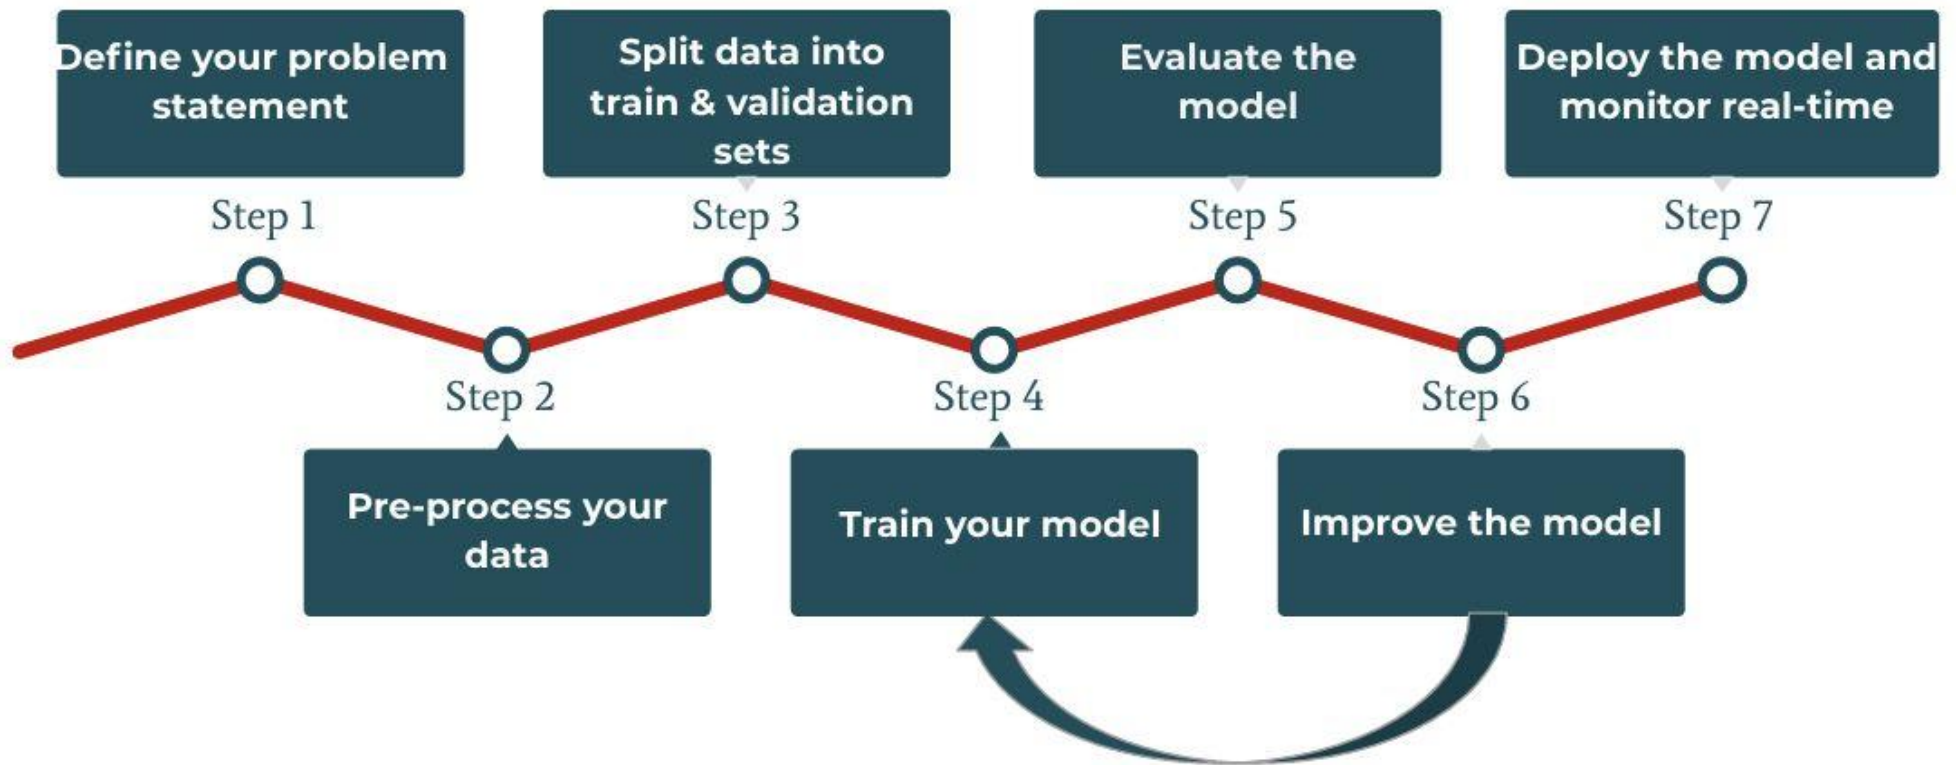 Define your problem
statement
Step 1
Step 2
Pre-process your
data
Split data into
train & validation
sets
Step 3
Step 4
Train your model
Evaluate the
model
Step 5
Step 6
Improve the model
Deploy the model and
monitor real-time
Step 7